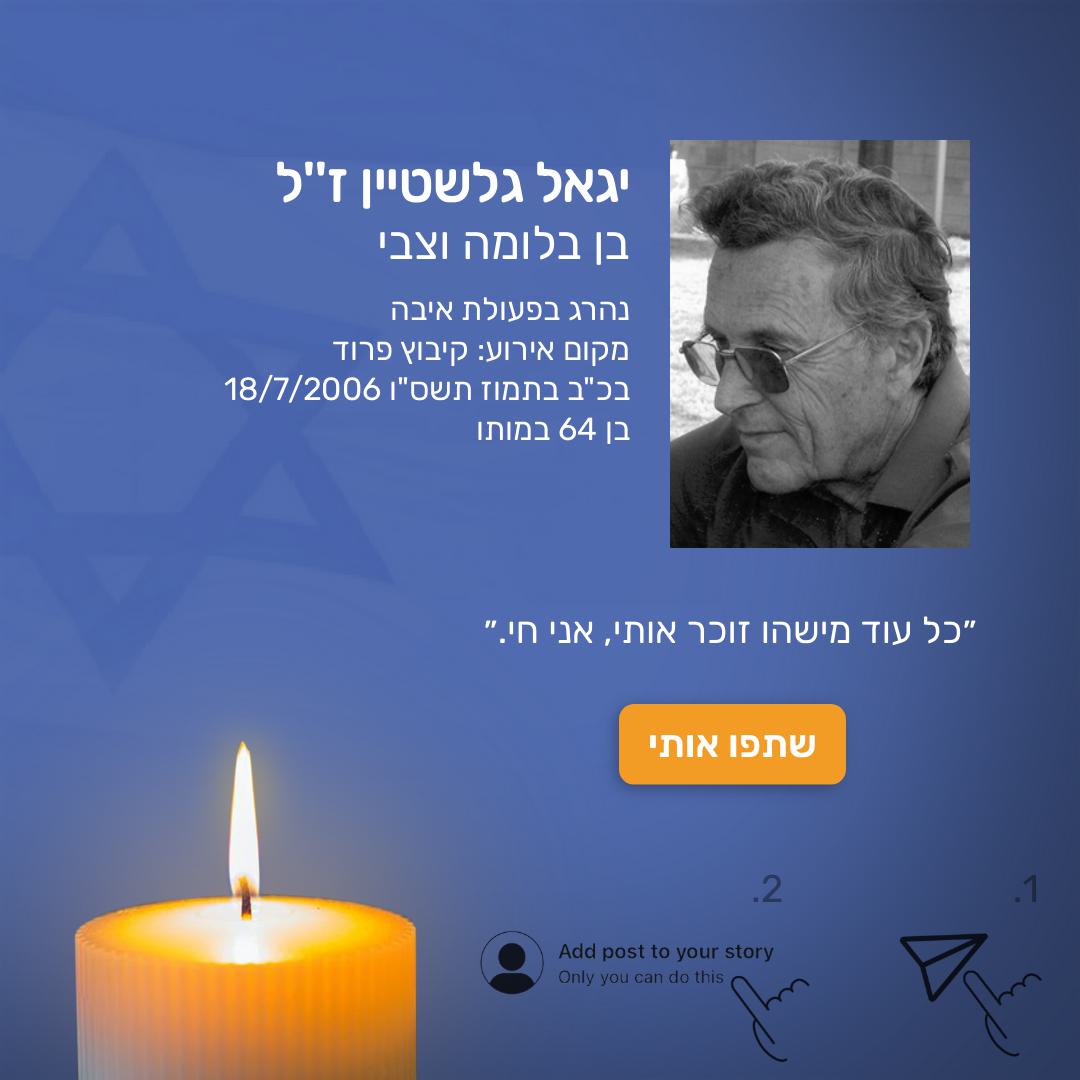 יגאל גלשטיין ז"ל
בן בלומה וצבי
נהרג בפעולת איבה
מקום אירוע: קיבוץ פרוד
בכ"ב בתמוז תשס"ו 18/7/2006
בן 64 במותו
״כל עוד מישהו זוכר אותי, אני חי.״
שתפו אותי
1.
2.
Add post to your story
Only you can do this